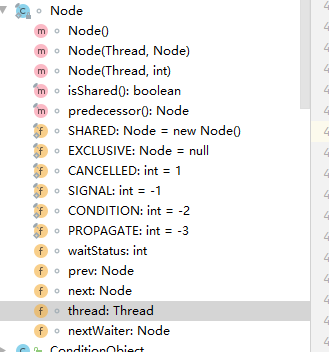 Node
Node()
Node(Thread, Node)
Node(Thread, int)
isShared(): boolean
predecessor(): Node
SHARED: Node = new Node()
EXCLUSIVE: Node = null
CANCELLED: int = 1
SIGNAL: int = -1
CONDITION: int = -2
PROPAGATE: int = -3
waitStatus: int
prev: Node
next: Node
thread: Thread
nextWaiter: Node
ConditionObject